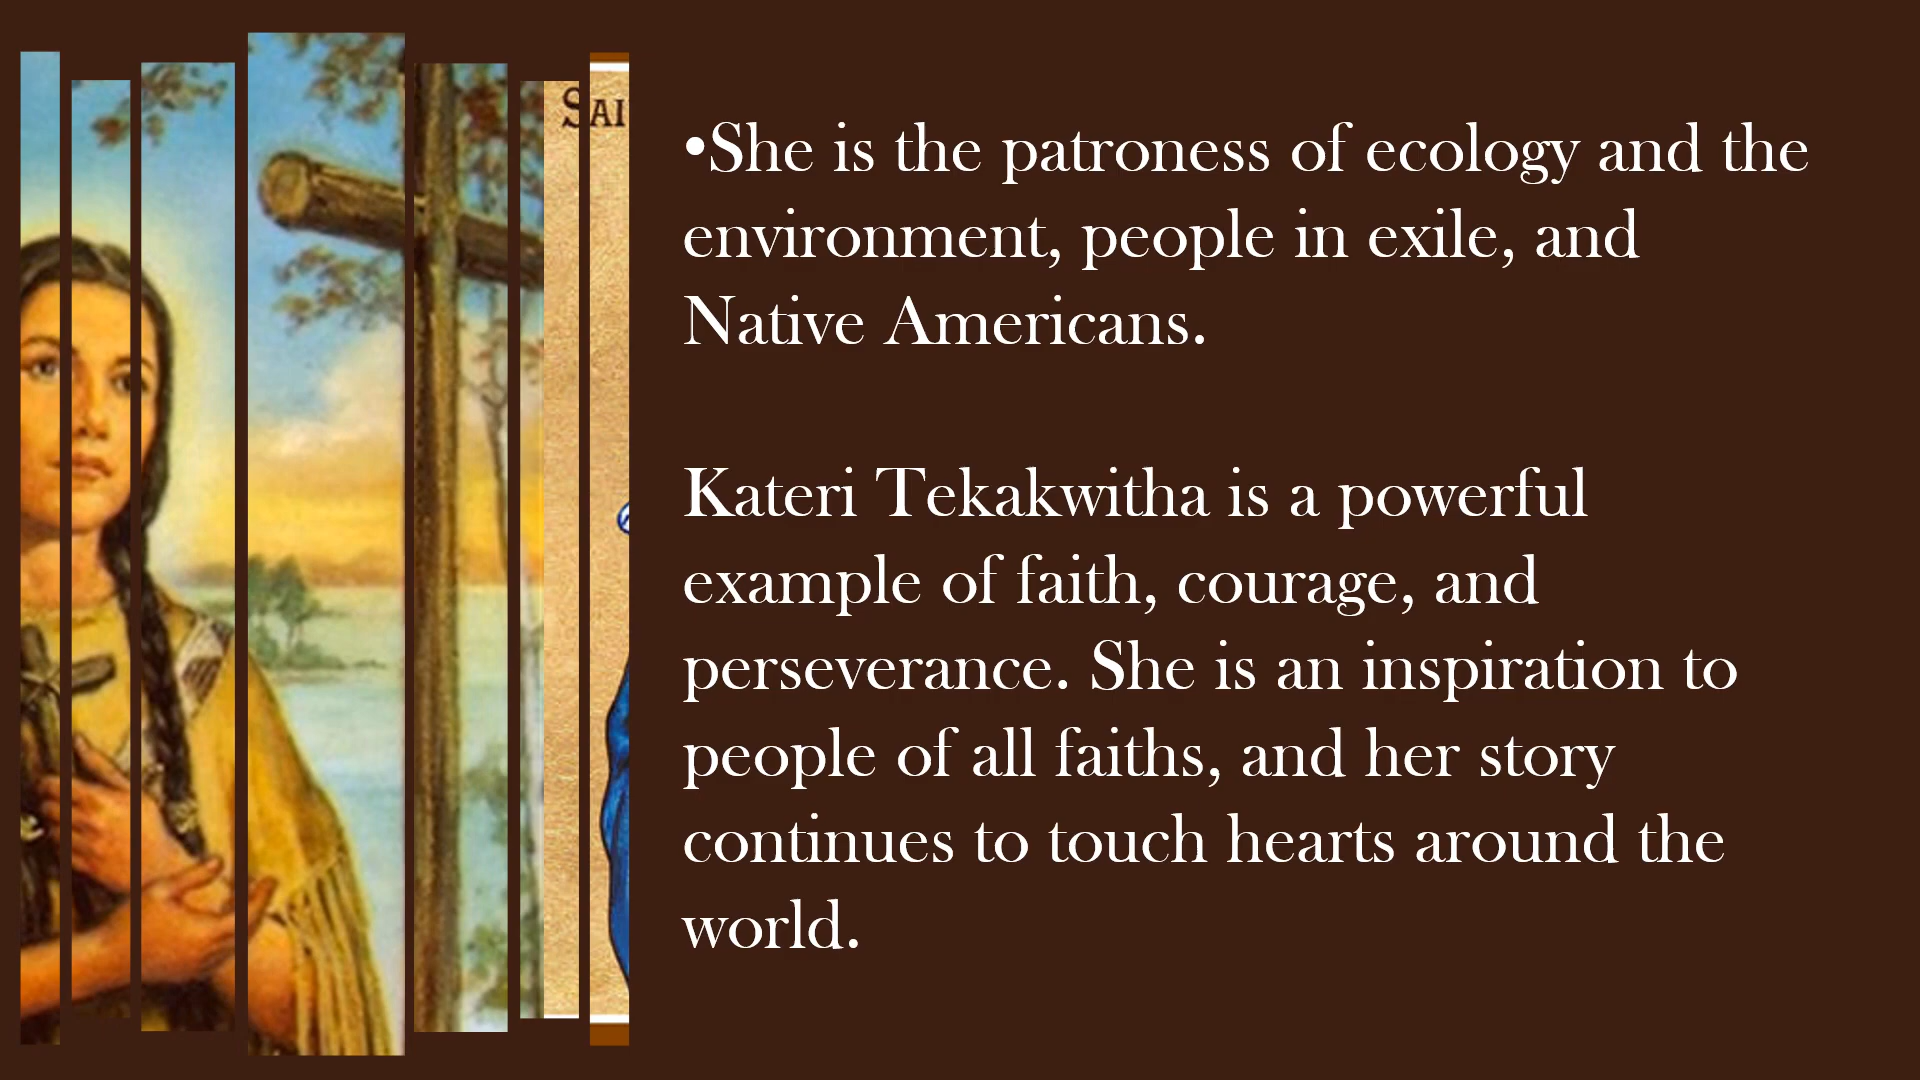 SAI
•She is the patroness of ecology and the
environment, people in exile, and
Native Americans.
Kateri Tekakwitha is a powerful
example of faith, courage, and
perseverance. She is an inspiration to
people of all faiths, and her story
continues to touch hearts around the
world.